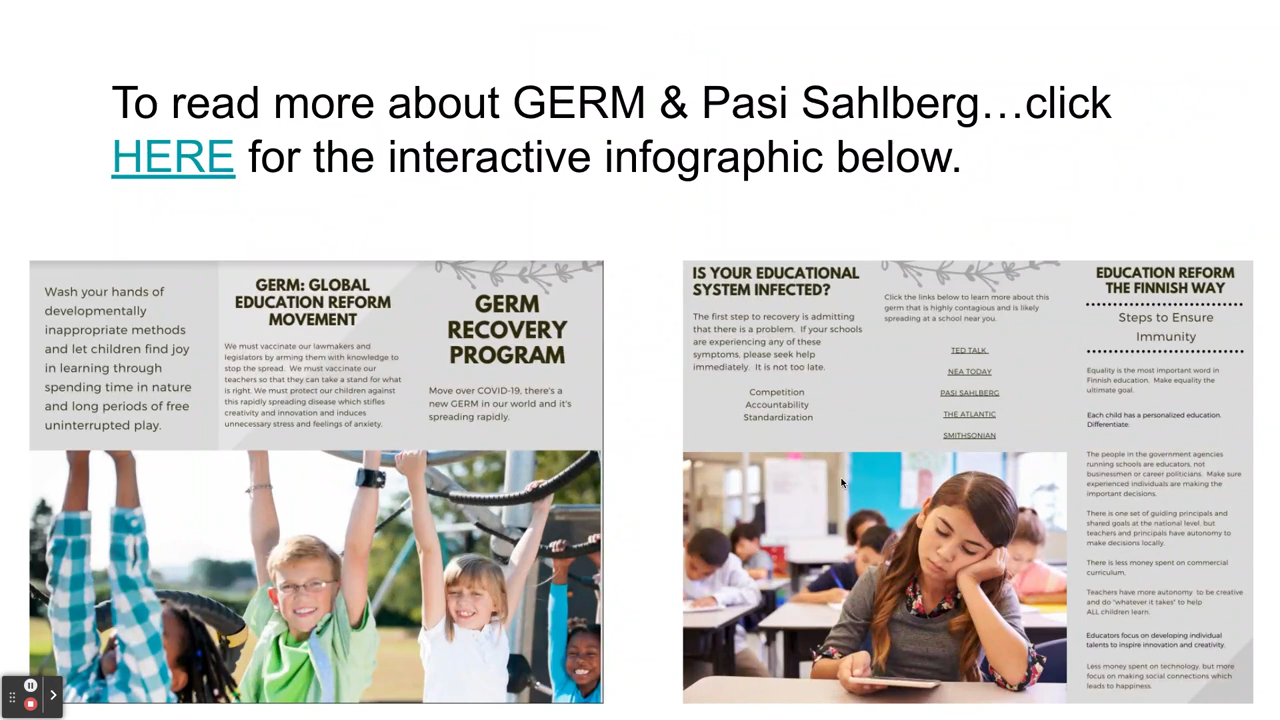 To read more about GERM & Pasi Sahlberg…click
HERE for the interactive infographic below.
Wash your hands of
developmentally
inappropriate methods
and let children find joy
in learning through
spending time in nature
and long periods of free
uninterrupted play.
GERM: GLOBAL
EDUCATION REFORM
MOVEMENT
We must vaccinate our lawmakers and
legislators by arming them with knowledge to
stop the spread. We must vaccinate our
teachers so that they can take a stand for what
is right. We must protect our children against
this rapidly spreading disease which stifles
creativity and innovation and induces
unnecessary stress and feelings of anxiety.
GERM
RECOVERY
PROGRAM
Move over COVID-19, there's a
new GERM in our world and it's
spreading rapidly.
IS YOUR EDUCATIONAL
SYSTEM INFECTED?
The first step to recovery is admitting
that there is a problem. If your schools
are experiencing any of these
symptoms, please seek help
immediately. It is not too late.
Competition
Accountability
Standardization
Click the links below to learn more about this
germ that is highly contagious and is likely
spreading at a school near you.
TED TALK
NEA TODAY
PASI SAHLBERG
THE ATLANTIC
SMITHSONIAN
EDUCATION REFORM
THE FINNISH WAY
Steps to Ensure
Immunity
Equality is the most important word in
Finnish education. Make equality the
ultimate goal.
Each child has a personalized education.
Differentiate.
The people in the government agencies
running schools are educators, not
businessmen or career politicians. Make sure
experienced individuals are making the
important decisions.
There is one set of guiding principals and
shared goals at the national level, but
teachers and principals have autonomy to
make decisions locally.
There is less money spent on commercial
curriculum.
Teachers have more autonomy to be creative
and do "whatever it takes" to help
ALL children learn.
Educators focus on developing individual
talents to inspire innovation and creativity.
Less money spent on technology, but more
focus on making social connections which
leads to happiness.